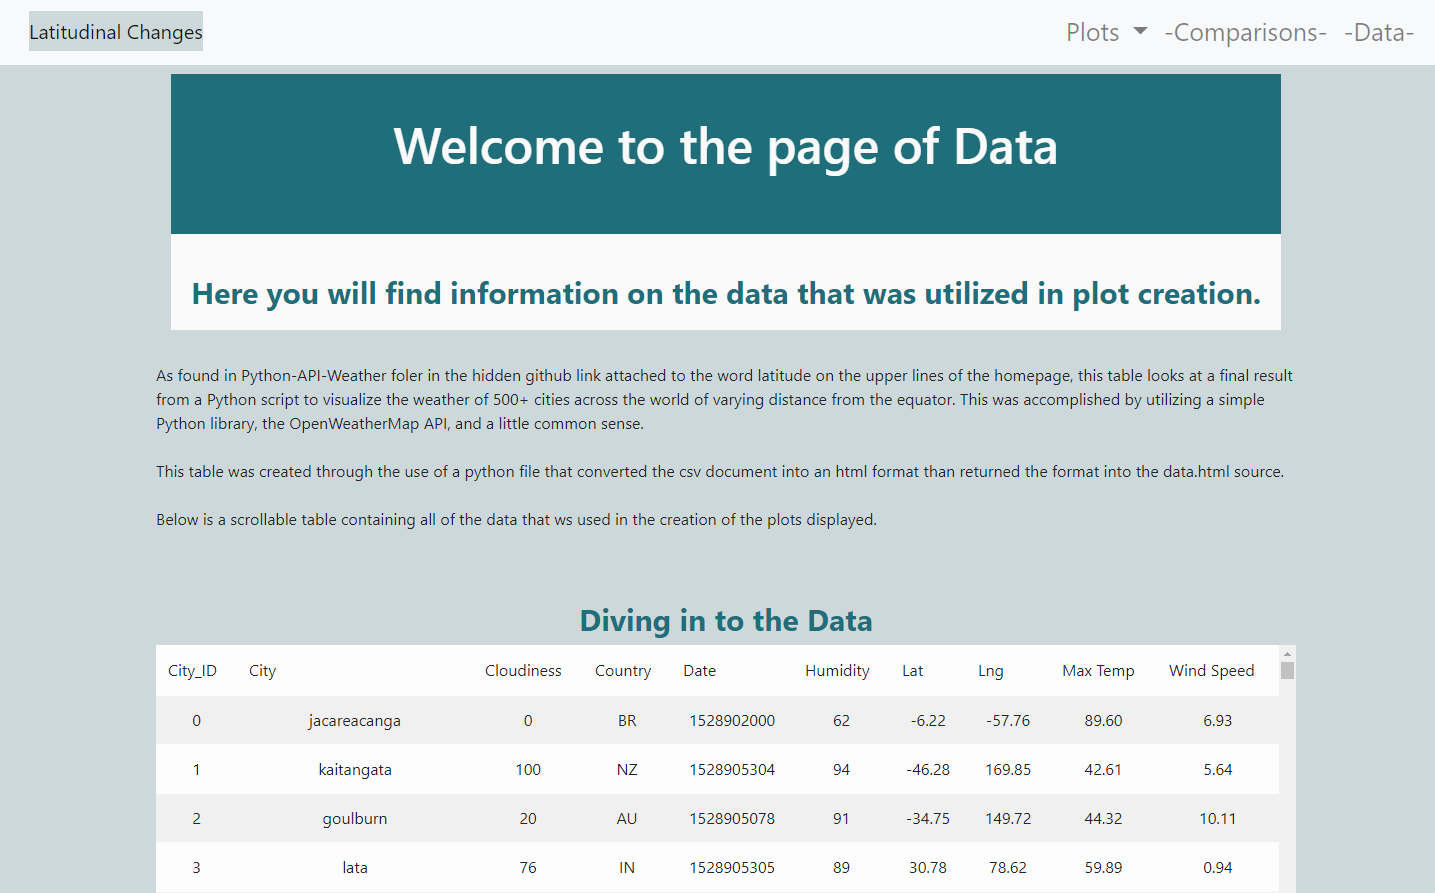 Latitudinal Changes Plots -Comparisons- -Data-
Welcome to the page of Data
Here you will find information on the data that was utilized in plot creation.
As found in Python-API-Weather foler in the hidden github link attached to the word latitude on the upper lines of the homepage, this table looks at a final result
from a Python script to visualize the weather of 500+ cities across the world of varying distance from the equator. This was accomplished by utilizing a simple
Python library, the OpenWeatherMap API, and a little common sense.
This table was created through the use of a python file that converted the csv document into an html format than returned the format into the data.html source.
Below is a scrollable table containing all of the data that ws used in the creation of the plots displayed.
Diving in to the Data
City_ID City Cloudiness Country Date Humidity Lat Lng Max Temp Wind Speed
0 jacareacanga 0 BR 1528902000 62 -6.22 -57.76 89.60 6.93
1 kaitangata 100 NZ 1528905304 94 -46.28 169.85 42.61 5.64
2 goulburn 20 AU 1528905078 91 -34.75 149.72 44.32 10.11
3 lata 76 IN 1528905305 89 30.78 78.62 59.89 0.94